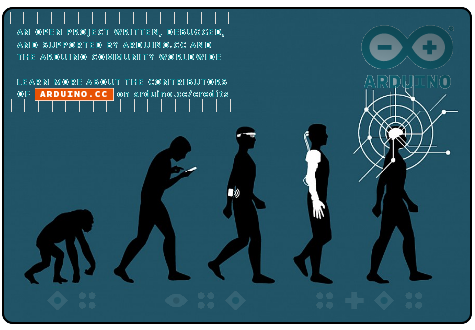 AN OPEN PROJECT WRITTEN, DEBUGGED,
AND SUPPORTED BY ARDUINO.CC AND
THE ARDUINO COMMUNITY WORLDWIDE
LEARN MORE ABOUT THE CONTRIBUTORS
OF ARDUINO.CC on arduino.cc/credits
ARDUINO